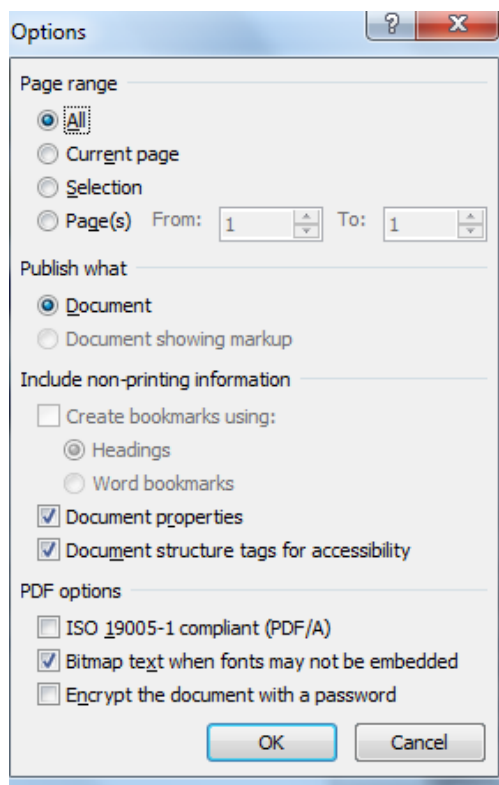 Options
Page range
All
Current page
Selection
Page(s) From: 1 To: 1
Publish what
Document
Document showing markup
Include non-printing information
Create bookmarks using:
Headings
Word bookmarks
Document properties
Document structure tags for accessibility
PDF options
ISO 19005-1 compliant (PDF/A)
Bitmap text when fonts may not be embedded
Encrypt the document with a password
OK Cancel